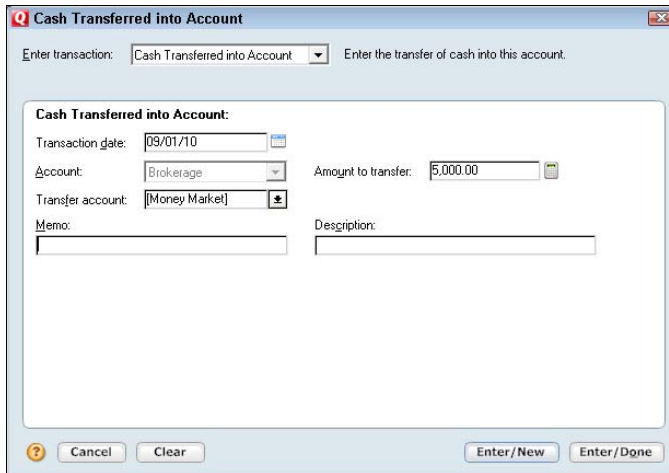 Q Cash Transferred into Account
Enter transaction: Cash Transferred into Account Enter the transfer of cash into this account.
Cash Transferred into Account:
Transaction date: 09/01/10
Account: Brokerage Amount to transfer: 5,000.00
Transfer account: [Money Market]
Memo: Description:
? Cancel Clear Enter/New Enter/Done